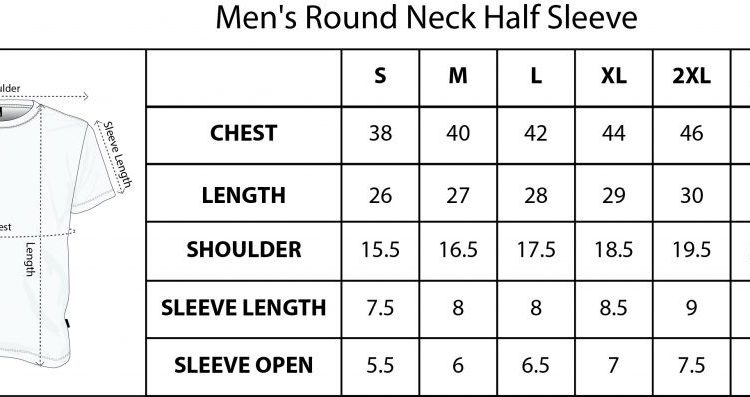 Men's Round Neck Half Sleeve
S M L XL 2XL
CHEST 38 40 42 44 46
LENGTH 26 27 28 29 30
SHOULDER 15.5 16.5 17.5 18.5 19.5
SLEEVE LENGTH 7.5 8 8 8.5 9
SLEEVE OPEN 5.5 6 6.5 7 7.5
Sleeve Length
Length